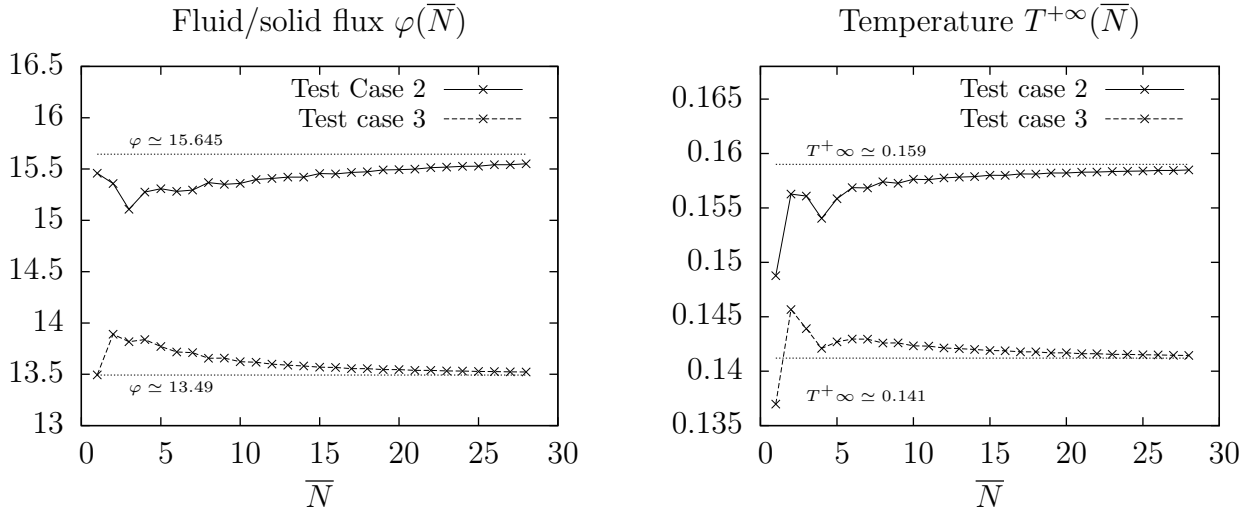 Fluid/solid flux φ(N̅)
16.5
16
15.5
15
14.5
14
13.5
13
0 5 10 15 20 25 30
N̅
Test Case 2
Test case 3
φ ≃ 15.645
φ ≃ 13.49
Temperature T^{+∞}(N̅)
0.165
0.16
0.155
0.15
0.145
0.14
0.135
0 5 10 15 20 25 30
N̅
Test case 2
Test case 3
T^+∞ ≃ 0.159
T^+∞ ≃ 0.141